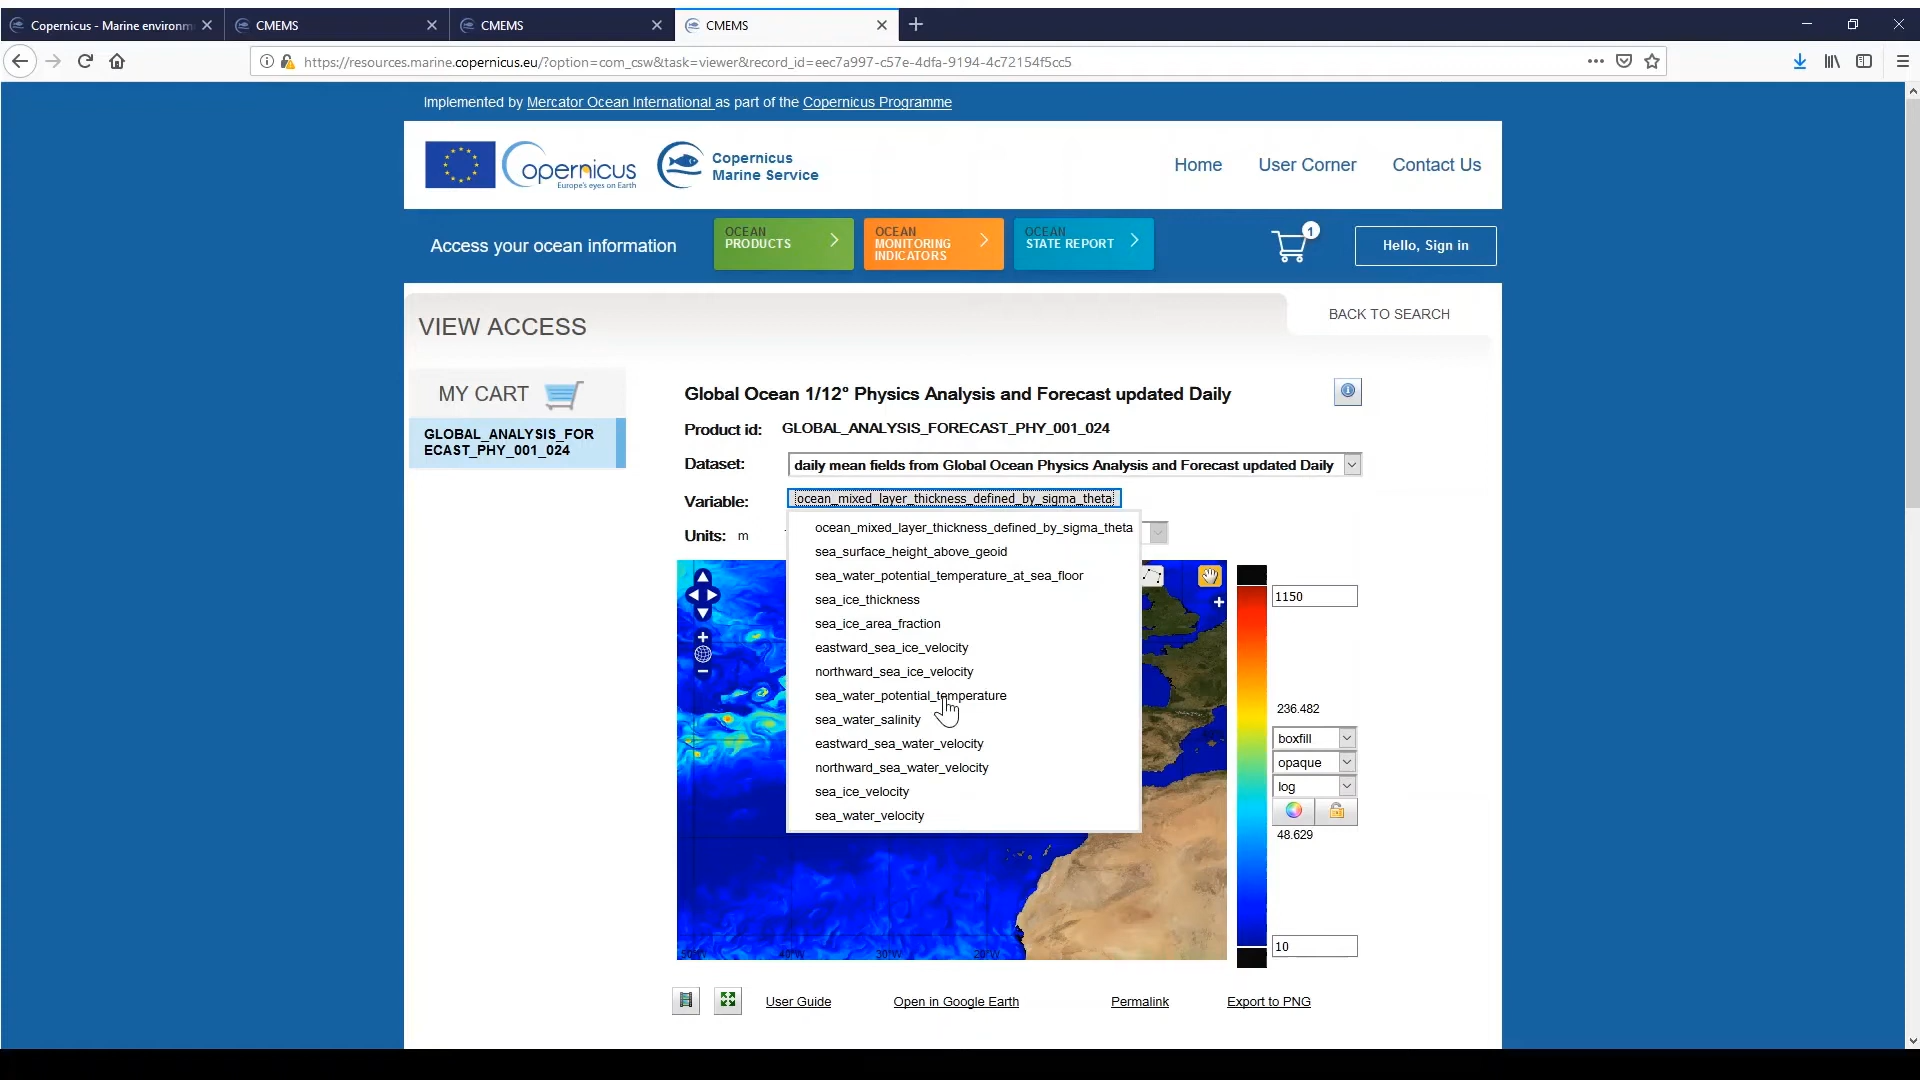 Copernicus - Marine environm
CMEMS
CMEMS
CMEMS
https://resources.marine.copernicus.eu/?option=com_csw&task=viewer&record_id=eec7a997-c57e-4dfa-9194-4c72154f5cc5
Implemented by Mercator Ocean International as part of the Copernicus Programme
opernicus
Europe's eyes on Earth
Copernicus
Marine Service
Home
User Corner
Contact Us
Access your ocean information
OCEAN
PRODUCTS
OCEAN
MONITORING
INDICATORS
OCEAN
STATE REPORT
1
Hello, Sign in
VIEW ACCESS
BACK TO SEARCH
MY CART
GLOBAL_ANALYSIS_FOR
ECAST_PHY_001_024
Global Ocean 1/12° Physics Analysis and Forecast updated Daily
Product id: GLOBAL_ANALYSIS_FORECAST_PHY_001_024
Dataset: daily mean fields from Global Ocean Physics Analysis and Forecast updated Daily
Variable: ocean_mixed_layer_thickness_defined_by_sigma_theta
Units: m
ocean_mixed_layer_thickness_defined_by_sigma_theta
sea_surface_height_above_geoid
sea_water_potential_temperature_at_sea_floor
sea_ice_thickness
sea_ice_area_fraction
eastward_sea_ice_velocity
northward_sea_ice_velocity
sea_water_potential_temperature
sea_water_salinity
eastward_sea_water_velocity
northward_sea_water_velocity
sea_ice_velocity
sea_water_velocity
1150
236.482
boxfill
opaque
log
48.629
10
50°W 40°W 30°W 20°W
User Guide
Open in Google Earth
Permalink
Export to PNG